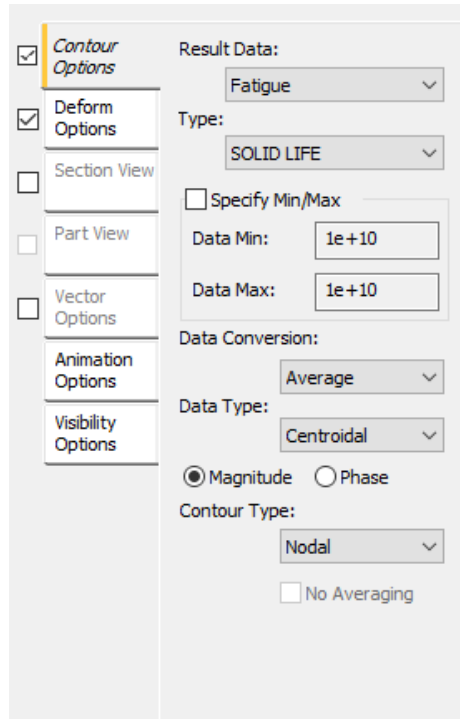 Contour
Options
Deform
Options
Section View
Part View
Vector
Options
Animation
Options
Visibility
Options
Result Data:
Fatigue
Type:
SOLID LIFE
Specify Min/Max
Data Min: 1e+10
Data Max: 1e+10
Data Conversion:
Average
Data Type:
Centroidal
Magnitude Phase
Contour Type:
Nodal
No Averaging